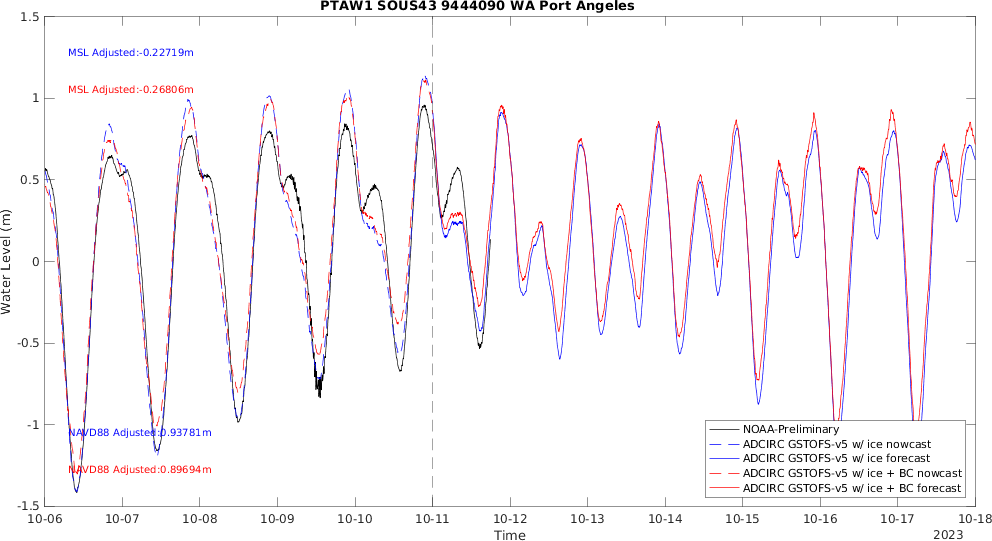 PTAW1 SOUS43 9444090 WA Port Angeles
1.5
MSL Adjusted:-0.22719m
MSL Adjusted:-0.26806m
1
0.5
0
-0.5
-1
-1.5
Water Level (m)
NAVD88 Adjusted:0.93781m
NAVD88 Adjusted:0.89694m
NOAA-Preliminary
ADCIRC GSTOFS-v5 w/ ice nowcast
ADCIRC GSTOFS-v5 w/ ice forecast
ADCIRC GSTOFS-v5 w/ ice + BC nowcast
ADCIRC GSTOFS-v5 w/ ice + BC forecast
10-06 10-07 10-08 10-09 10-10 10-11 10-12 10-13 10-14 10-15 10-16 10-17 10-18
Time
2023